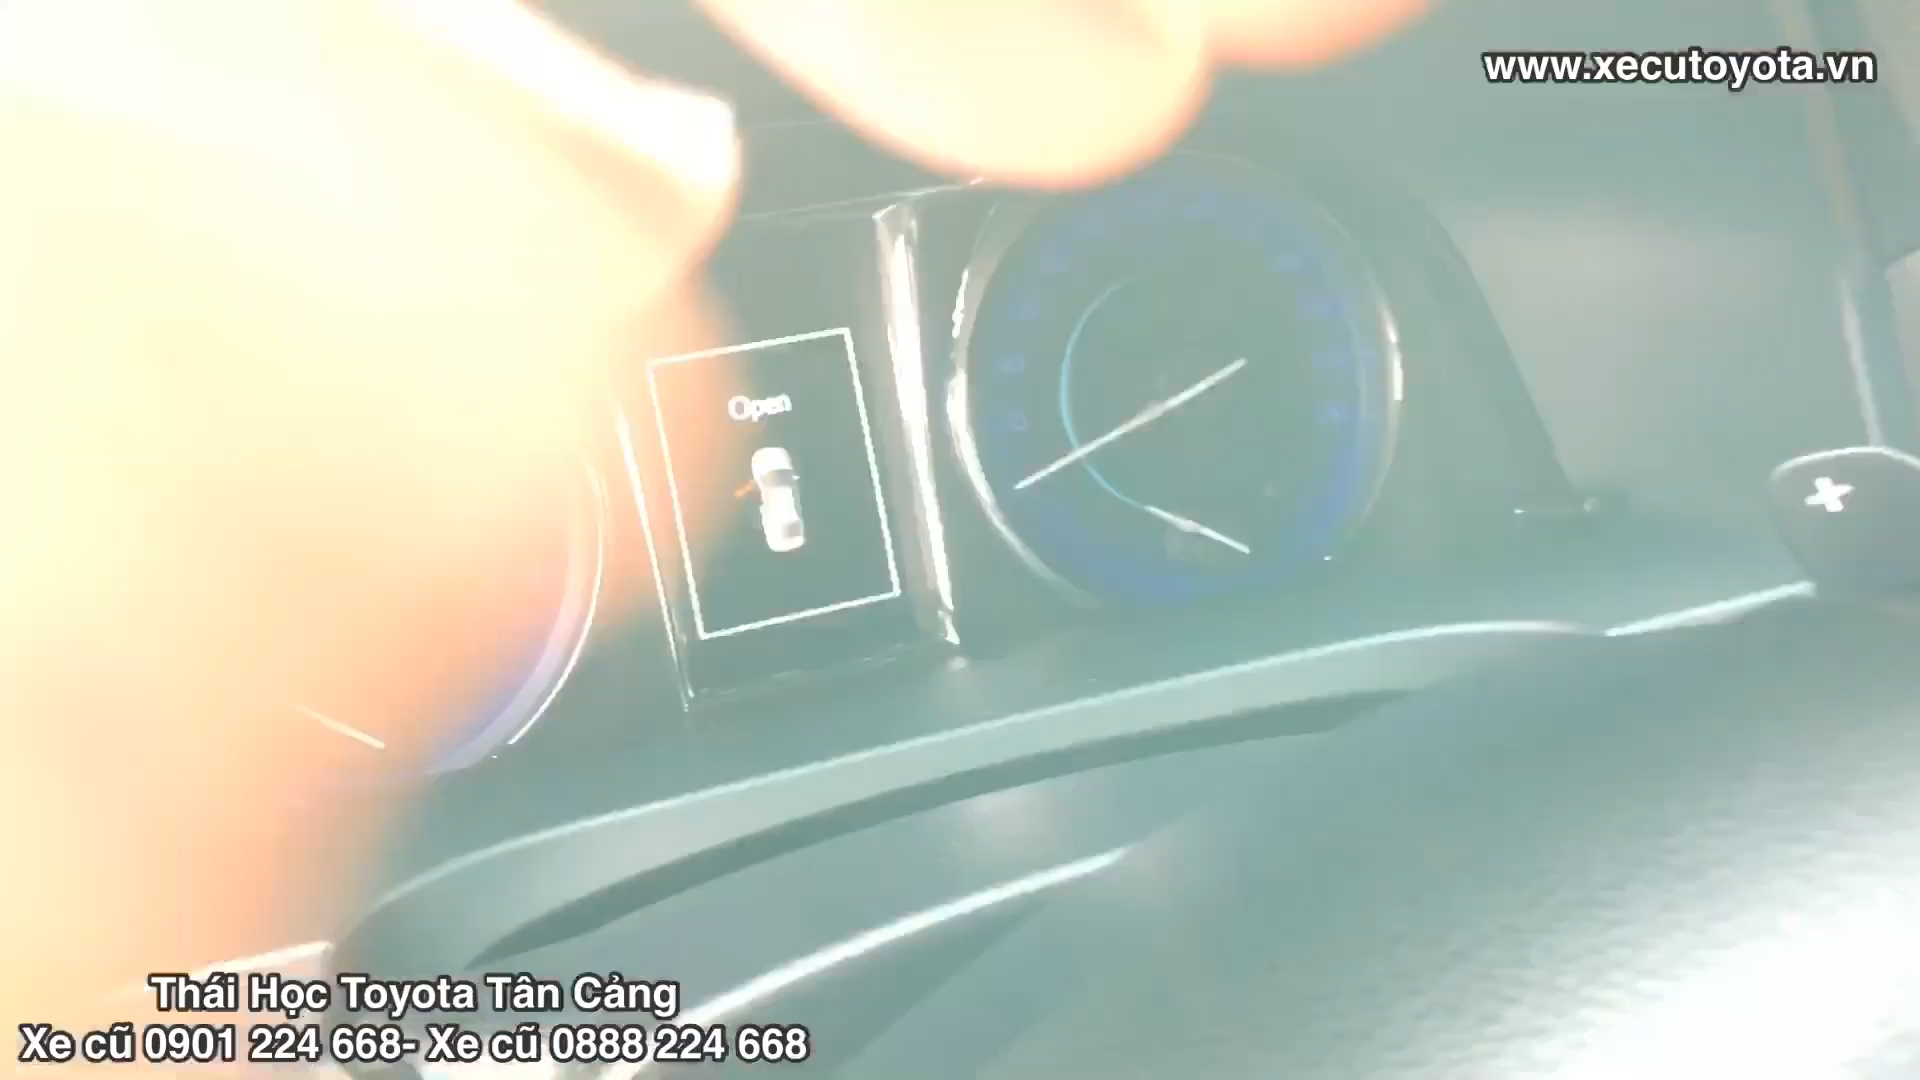 www.xecutoyota.vn
Open
Thái Học Toyota Tân Cảng
Xe cũ 0901 224 668- Xe cũ 0888 224 668